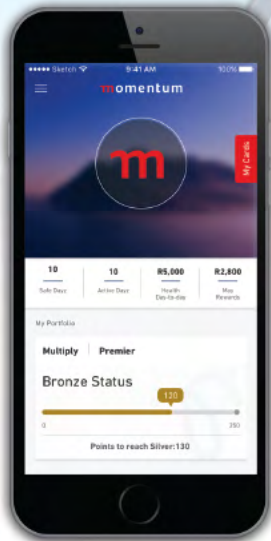 Sketch 9:41 AM 100%
momentum
m
My Cards
10 10 R5,000 R2,800
Safe Days Active Days Health May
Day-to-day Rewards
My Portfolio
Multiply Premier
Bronze Status
130
0 250
Points to reach Silver:130